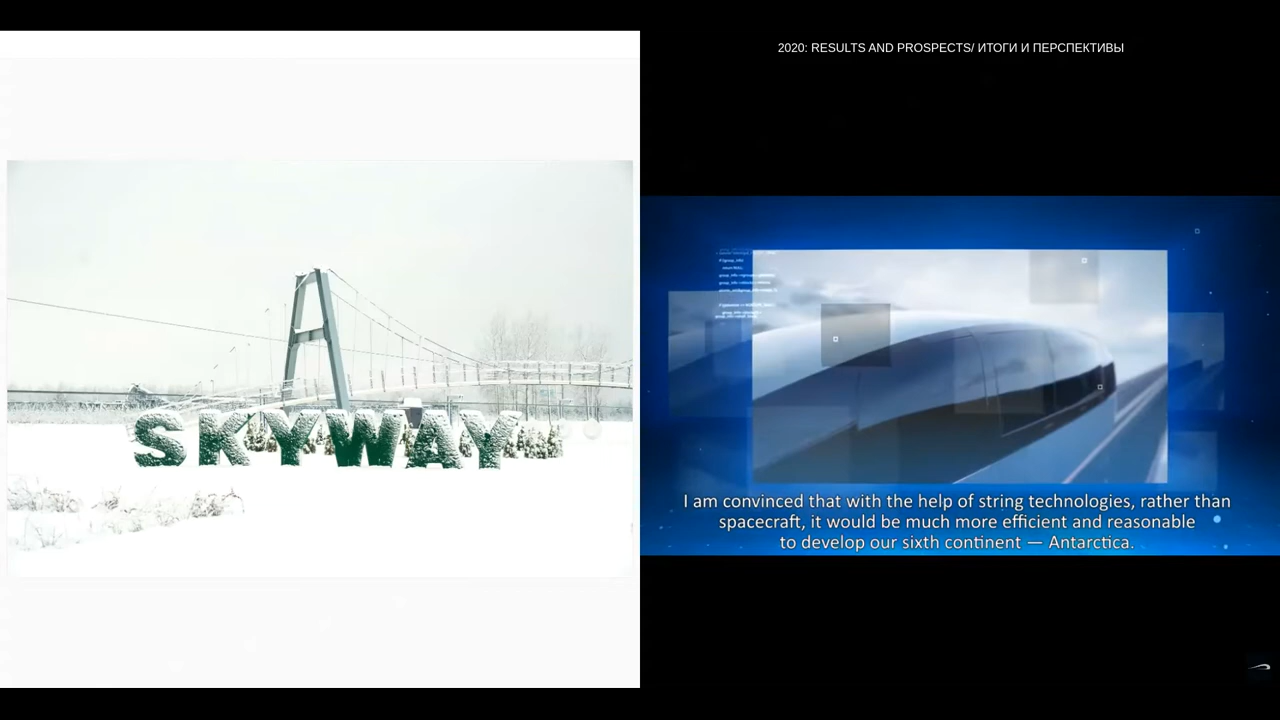 2020: RESULTS AND PROSPECTS/ ИТОГИ И ПЕРСПЕКТИВЫ
SKYWAY
I am convinced that with the help of string technologies, rather than
spacecraft, it would be much more efficient and reasonable
to develop our sixth continent — Antarctica.